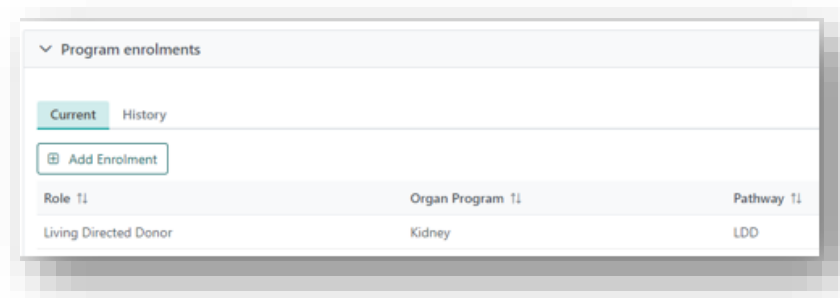 Program enrolments
Current History
Add Enrolment
Role Organ Program Pathway
Living Directed Donor Kidney LDD